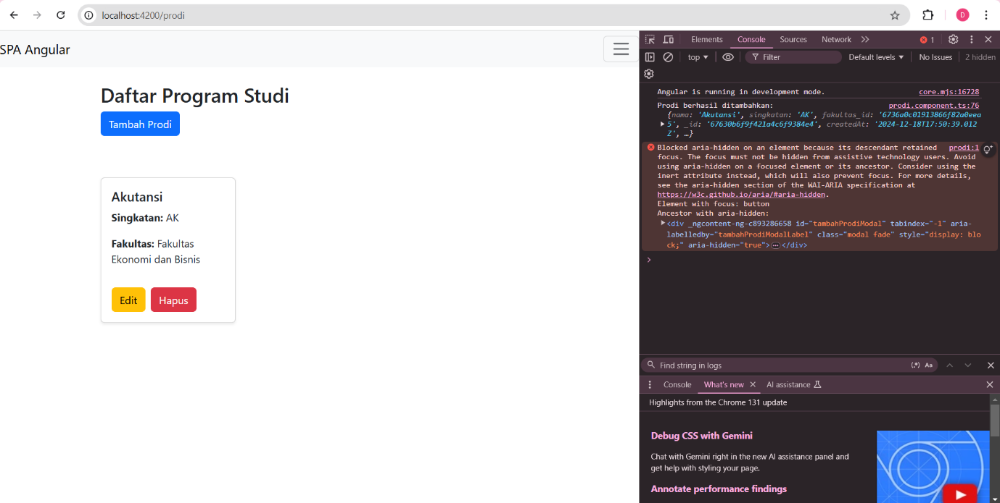 localhost:4200/prodi
D
SPA Angular
Daftar Program Studi
Tambah Prodi
Akutansi
Singkatan: AK
Fakultas: Fakultas
Ekonomi dan Bisnis
Edit Hapus
Elements Console Sources Network 1
top Filter Default levels No Issues 2 hidden
Angular is running in development mode. core.mjs:16728
Prodi berhasil ditambahkan: prodi.component.ts:76
{nama: 'Akutansi', singkatan: 'AK', fakultas_id: '6736a0c01913866f82a0eea
5', _id: '67630b6f9f421a4c6f9384e4', createdAt: '2024-12-18T17:50:39.012
Z', …}
Blocked aria-hidden on an element because its descendant retained prodi:1
focus. The focus must not be hidden from assistive technology users. Avoid
using aria-hidden on a focused element or its ancestor. Consider using the
inert attribute instead, which will also prevent focus. For more details,
see the aria-hidden section of the WAI-ARIA specification at
https://w3c.github.io/aria/#aria-hidden.
Element with focus: button
Ancestor with aria-hidden:
<div _ngcontent-ng-c893286658 id="tambahProdiModal" tabindex="-1" aria-
labelledby="tambahProdiModalLabel" class="modal fade" style="display: blo
ck;" aria-hidden="true">…</div>
Find string in logs (.*) Aa
Console What's new AI assistance
Highlights from the Chrome 131 update
Debug CSS with Gemini
Chat with Gemini right in the new AI assistance panel and
get help with styling your page.
Annotate performance findings